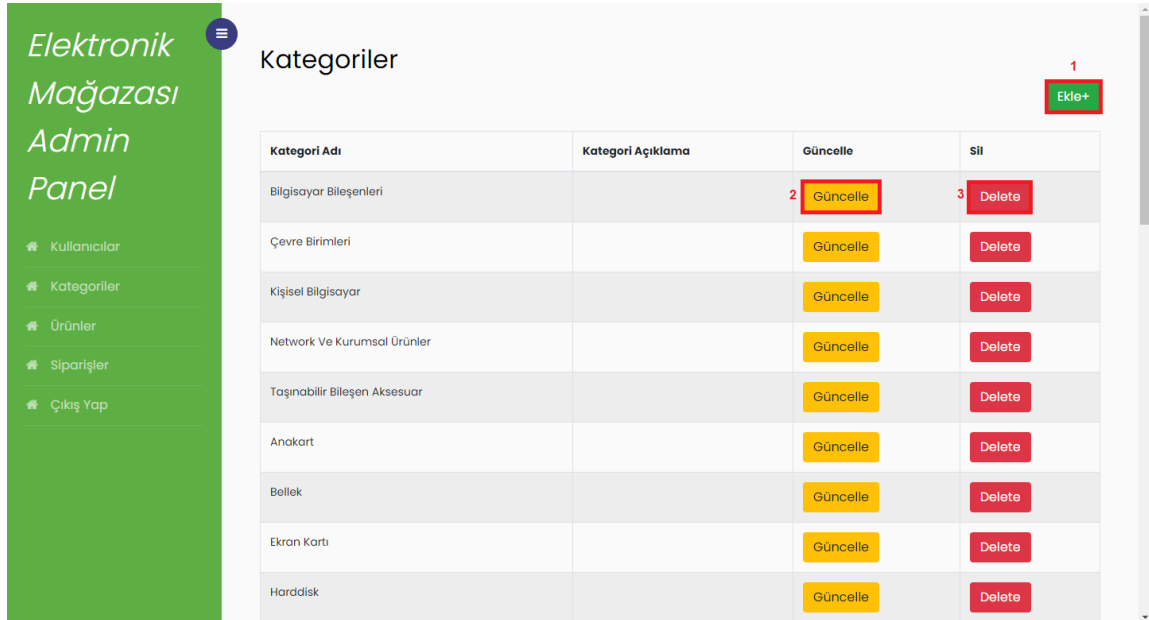 Elektronik
Mağazası
Admin
Panel
Kullanıcılar
Kategoriler
Ürünler
Siparişler
Çıkış Yap
Kategoriler
1
Ekle+
Kategori Adı Kategori Açıklama Güncelle Sil
Bilgisayar Bileşenleri 2 Güncelle 3 Delete
Çevre Birimleri Güncelle Delete
Kişisel Bilgisayar Güncelle Delete
Network Ve Kurumsal Ürünler Güncelle Delete
Taşınabilir Bileşen Aksesuar Güncelle Delete
Anakart Güncelle Delete
Bellek Güncelle Delete
Ekran Kartı Güncelle Delete
Harddisk Güncelle Delete